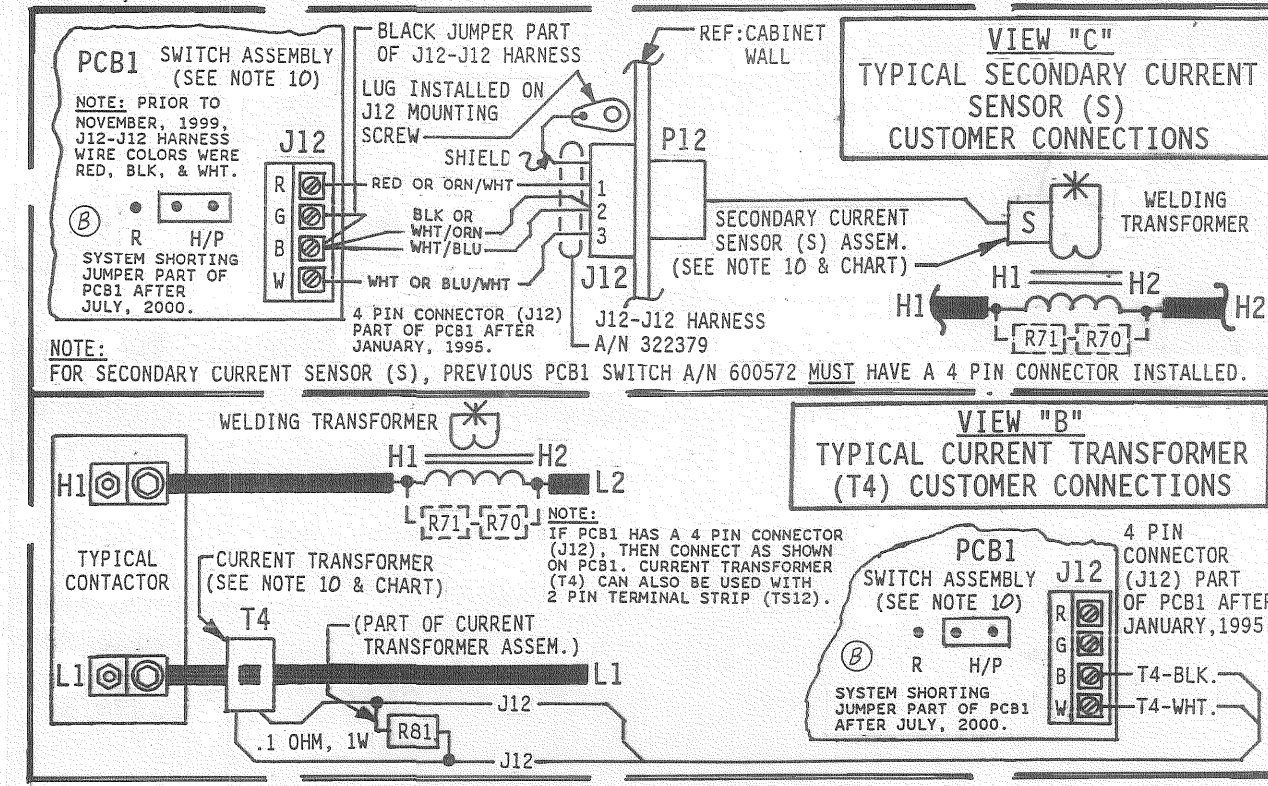 PCB1
SWITCH ASSEMBLY
(SEE NOTE 10)
NOTE: PRIOR TO
NOVEMBER, 1999,
J12-J12 HARNESS
WIRE COLORS WERE
RED, BLK, & WHT.
B
R
H/P
SYSTEM SHORTING
JUMPER PART OF
PCB1 AFTER
JULY, 2000.
J12
R
G
B
W
BLACK JUMPER PART
OF J12-J12 HARNESS
LUG INSTALLED ON
J12 MOUNTING
SCREW
SHIELD
RED OR ORN/WHT
BLK OR
WHT/ORN
WHT/BLU
WHT OR BLU/WHT
1
2
3
J12
P12
4 PIN CONNECTOR (J12)
PART OF PCB1 AFTER
JANUARY, 1995.
J12-J12 HARNESS
A/N 322379
REF:CABINET
WALL
VIEW "C"
TYPICAL SECONDARY CURRENT
SENSOR (S)
CUSTOMER CONNECTIONS
SECONDARY CURRENT
SENSOR (S) ASSEM.
(SEE NOTE 10 & CHART)
S
WELDING
TRANSFORMER
H1
H2
H1
H2
R71
R70
NOTE:
FOR SECONDARY CURRENT SENSOR (S), PREVIOUS PCB1 SWITCH A/N 600572 MUST HAVE A 4 PIN CONNECTOR INSTALLED.
WELDING TRANSFORMER
H1
H2
H1
L2
R71
R70
TYPICAL
CONTACTOR
CURRENT TRANSFORMER
(SEE NOTE 10 & CHART)
T4
(PART OF CURRENT
TRANSFORMER ASSEM.)
L1
L1
J12
R81
.1 OHM, 1W
J12
NOTE:
IF PCB1 HAS A 4 PIN CONNECTOR
(J12), THEN CONNECT AS SHOWN
ON PCB1. CURRENT TRANSFORMER
(T4) CAN ALSO BE USED WITH
2 PIN TERMINAL STRIP (TS12).
VIEW "B"
TYPICAL CURRENT TRANSFORMER
(T4) CUSTOMER CONNECTIONS
PCB1
SWITCH ASSEMBLY
(SEE NOTE 10)
B
R
H/P
SYSTEM SHORTING
JUMPER PART OF PCB1
AFTER JULY, 2000.
J12
R
G
B
W
4 PIN
CONNECTOR
(J12) PART
OF PCB1 AFTER
JANUARY,1995
T4-BLK.
T4-WHT.